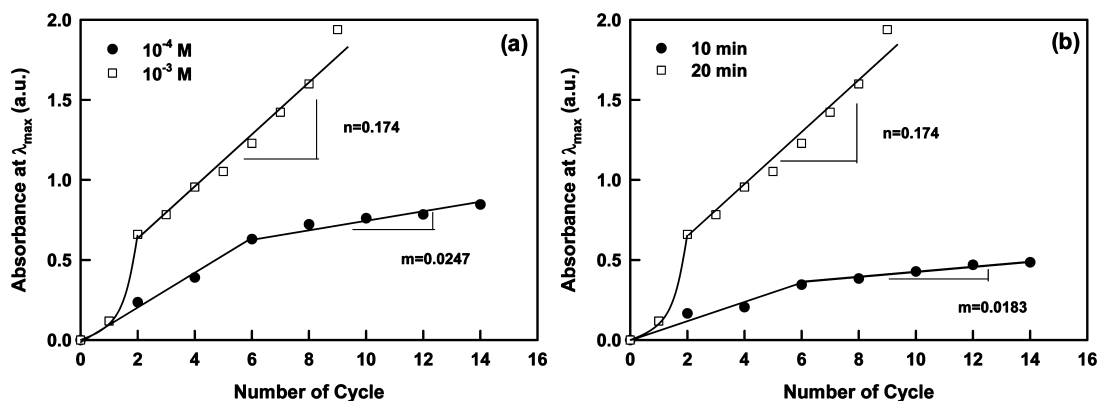 Absorbance at λmax (a.u.)
2.0
1.5
1.0
0.5
0.0
10⁻⁴ M
10⁻³ M
(a)
n=0.174
m=0.0247
0 2 4 6 8 10 12 14 16
Number of Cycle
Absorbance at λmax (a.u.)
2.0
1.5
1.0
0.5
0.0
10 min
20 min
(b)
n=0.174
m=0.0183
0 2 4 6 8 10 12 14 16
Number of Cycle